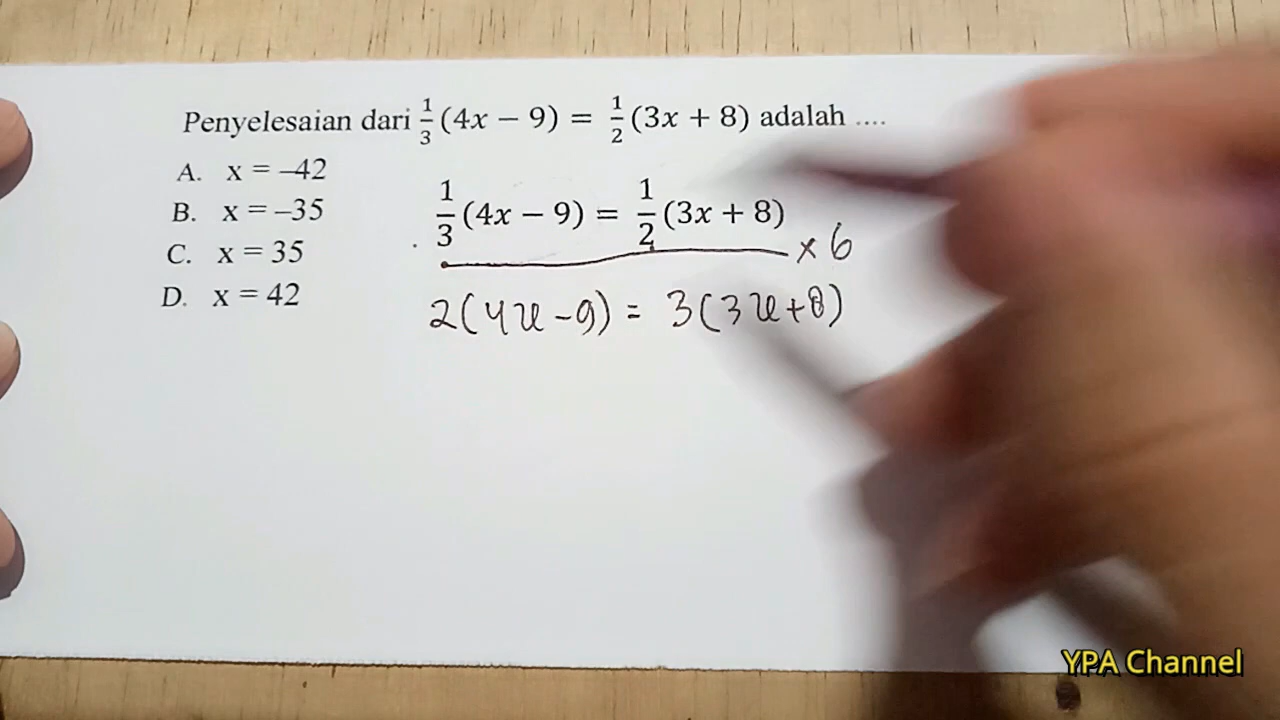 Penyelesaian dari 1/3 (4x − 9) = 1/2 (3x + 8) adalah ....
A. x = –42
B. x = –35
C. x = 35
D. x = 42
1/3 (4x − 9) = 1/2 (3x + 8)
× 6
2(4x - 9) = 3(3x + 8)
YPA Channel